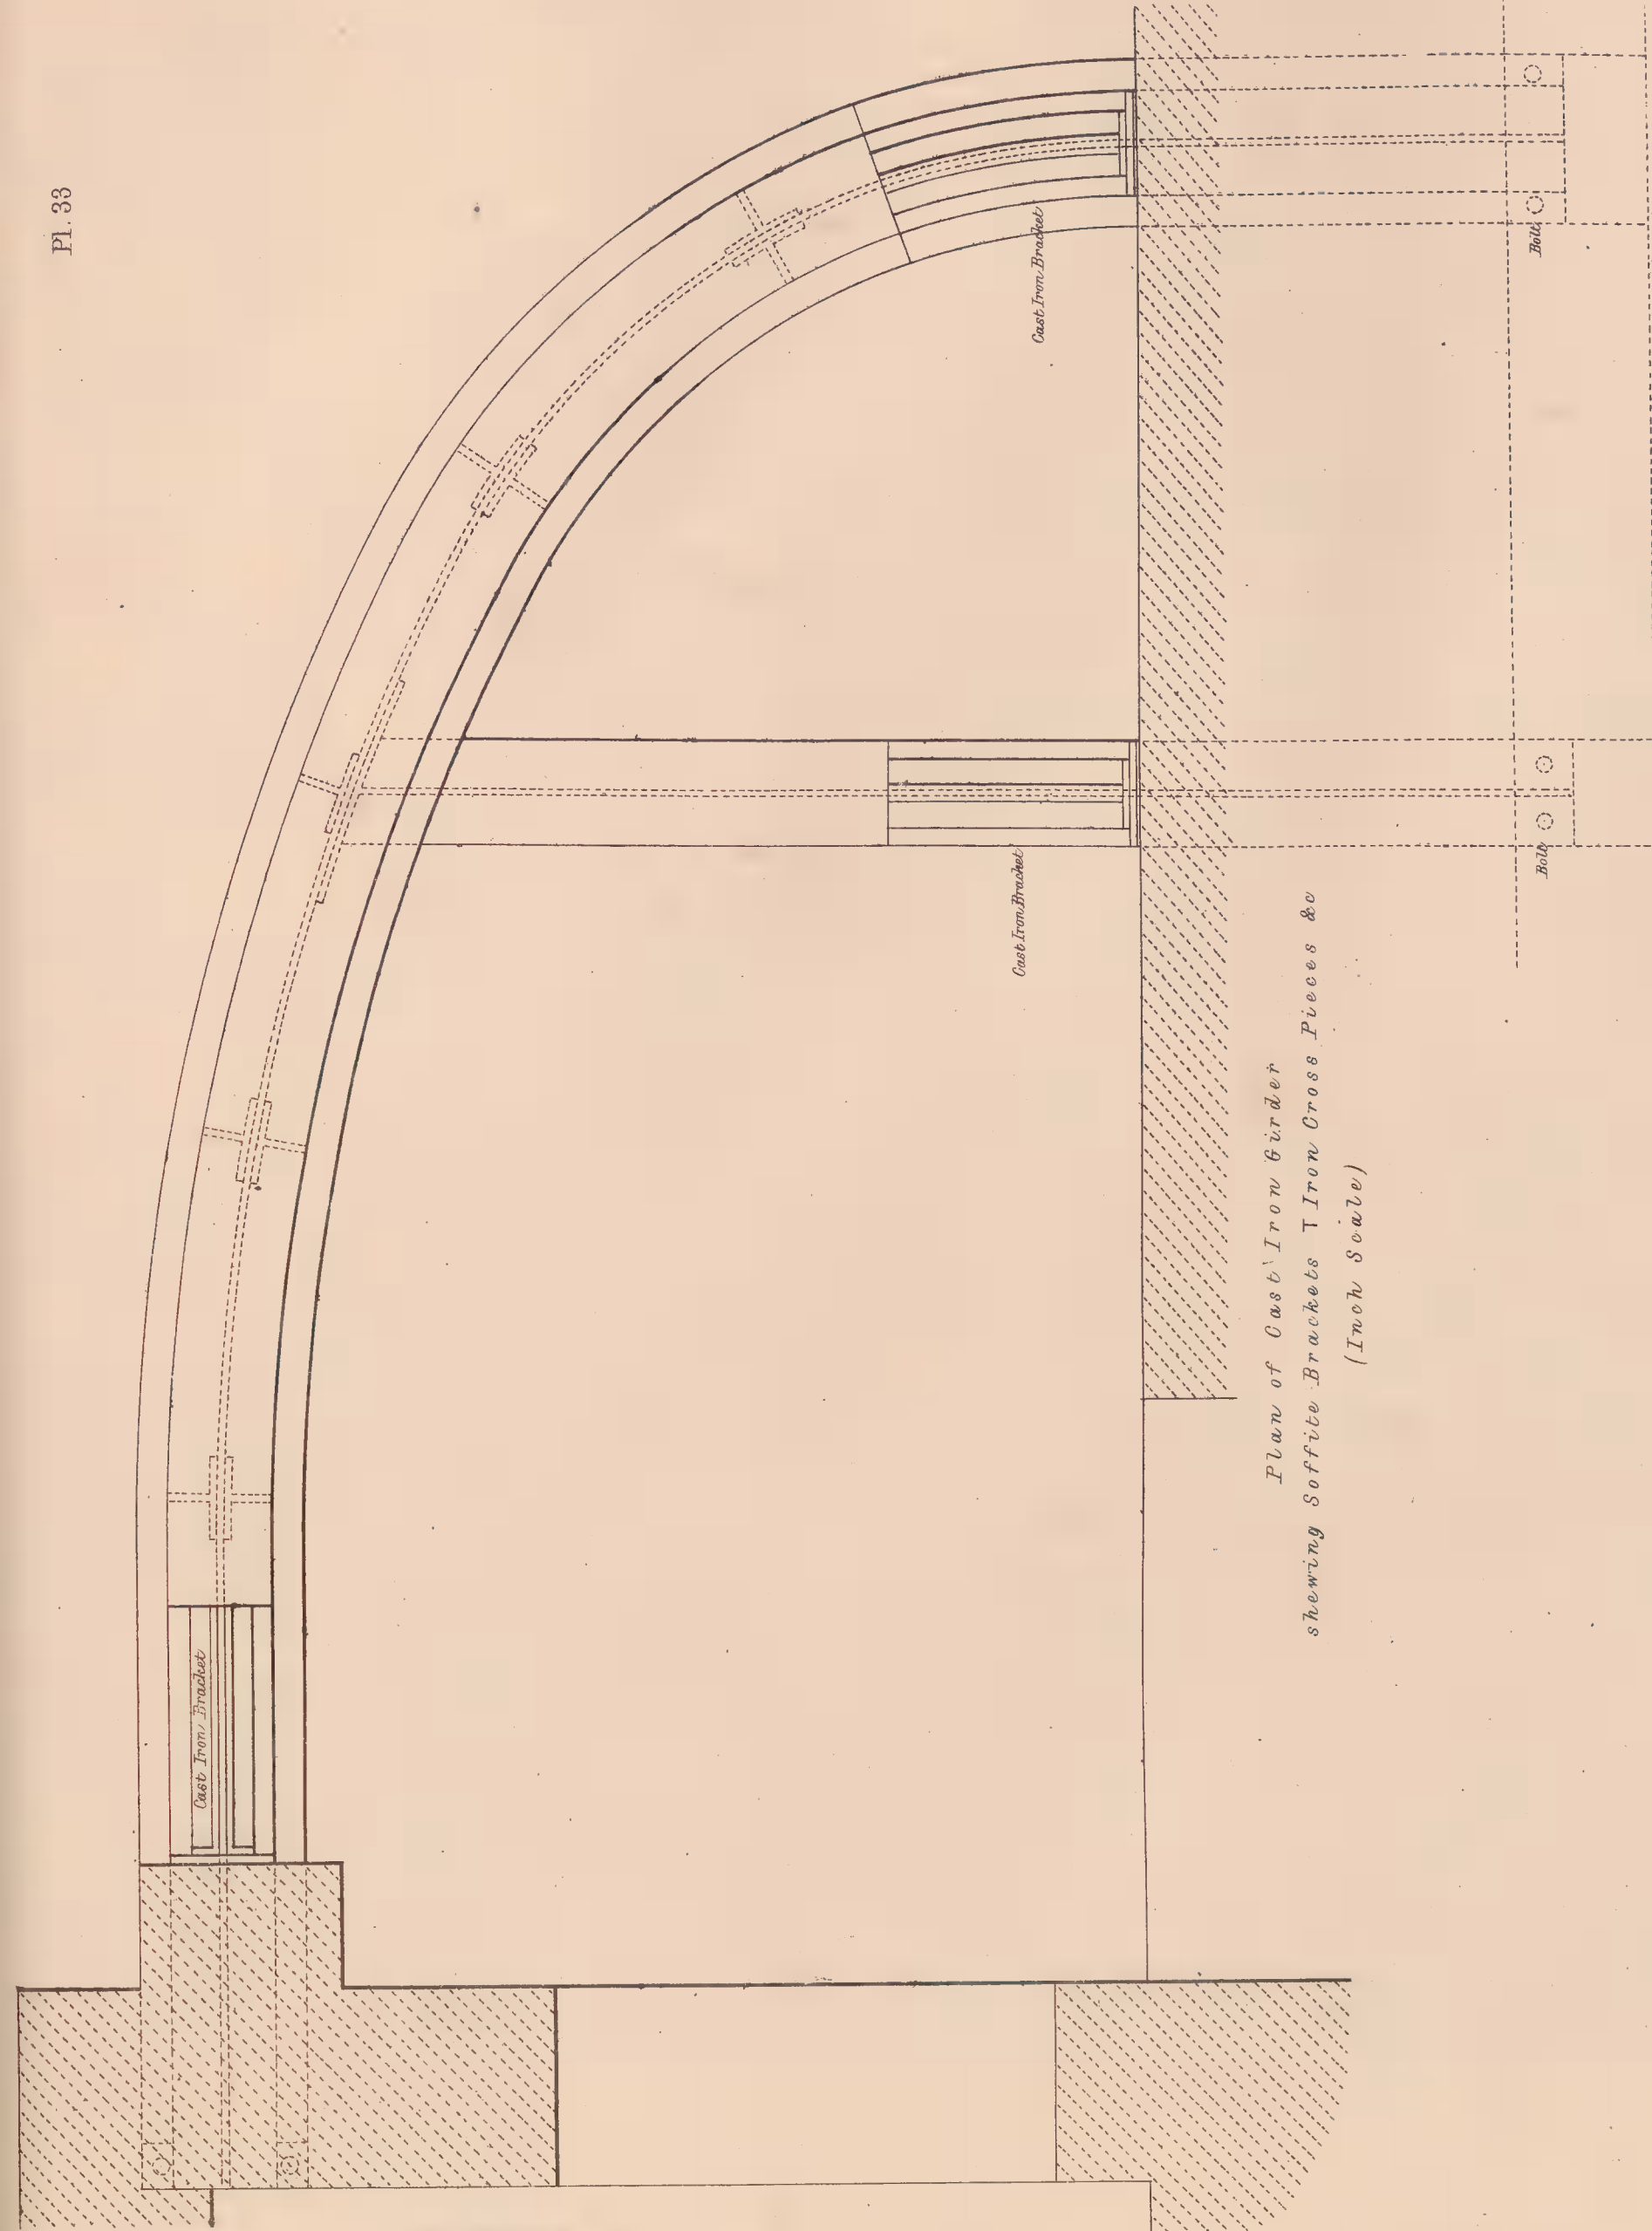 Pl. 33
Cast Iron Bracket
Cast Iron Bracket
Cast Iron Bracket
Bolt
Bolt
Plan of Cast Iron Girder
shewing Soffite Brackets T Iron Cross Pieces &c
(Inch Scale)